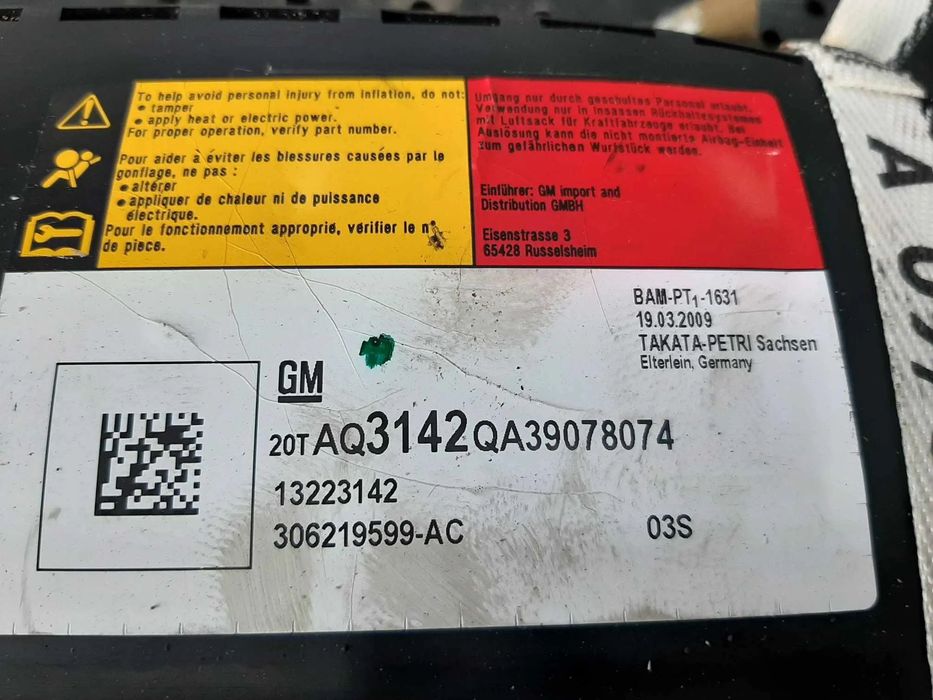 To help avoid personal injury from inflation, do not:
• tamper
• apply heat or electric power.
For proper operation, verify part number.
Pour aider à éviter les blessures causées par le
gonflage, ne pas :
• altérer
• appliquer de chaleur ni de puissance
électrique.
Pour le fonctionnement approprié, vérifier le n°
de piece.
Umgang nur durch geschultes Personal erlaubt.
Verwendung nur in Insassen Rückhaltesystemen
mit Luftsack für Kraftfahrzeuge erlaubt. Bei
Auslösung kann die nicht montierte Airbag-Einheit
zum gefährlichen Wurfstück werden.
Einführer: GM import and
Distribution GMBH
Eisenstrasse 3
65428 Russelsheim
BAM-PT1-1631
19.03.2009
TAKATA-PETRI Sachsen
Elterlein, Germany
GM
20TAQ3142QA39078074
13223142
306219599-AC
03S